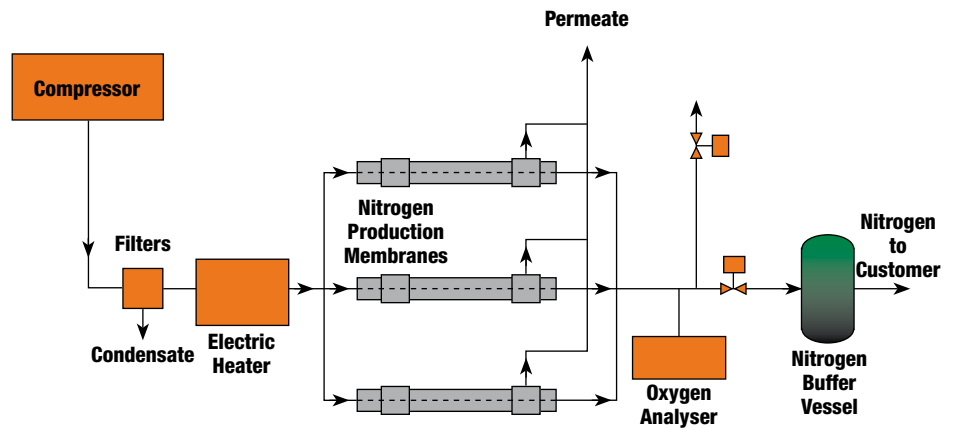 Permeate
Compressor
Nitrogen
Production
Membranes
Filters
Nitrogen
to
Customer
Condensate
Electric
Heater
Oxygen
Analyser
Nitrogen
Buffer
Vessel